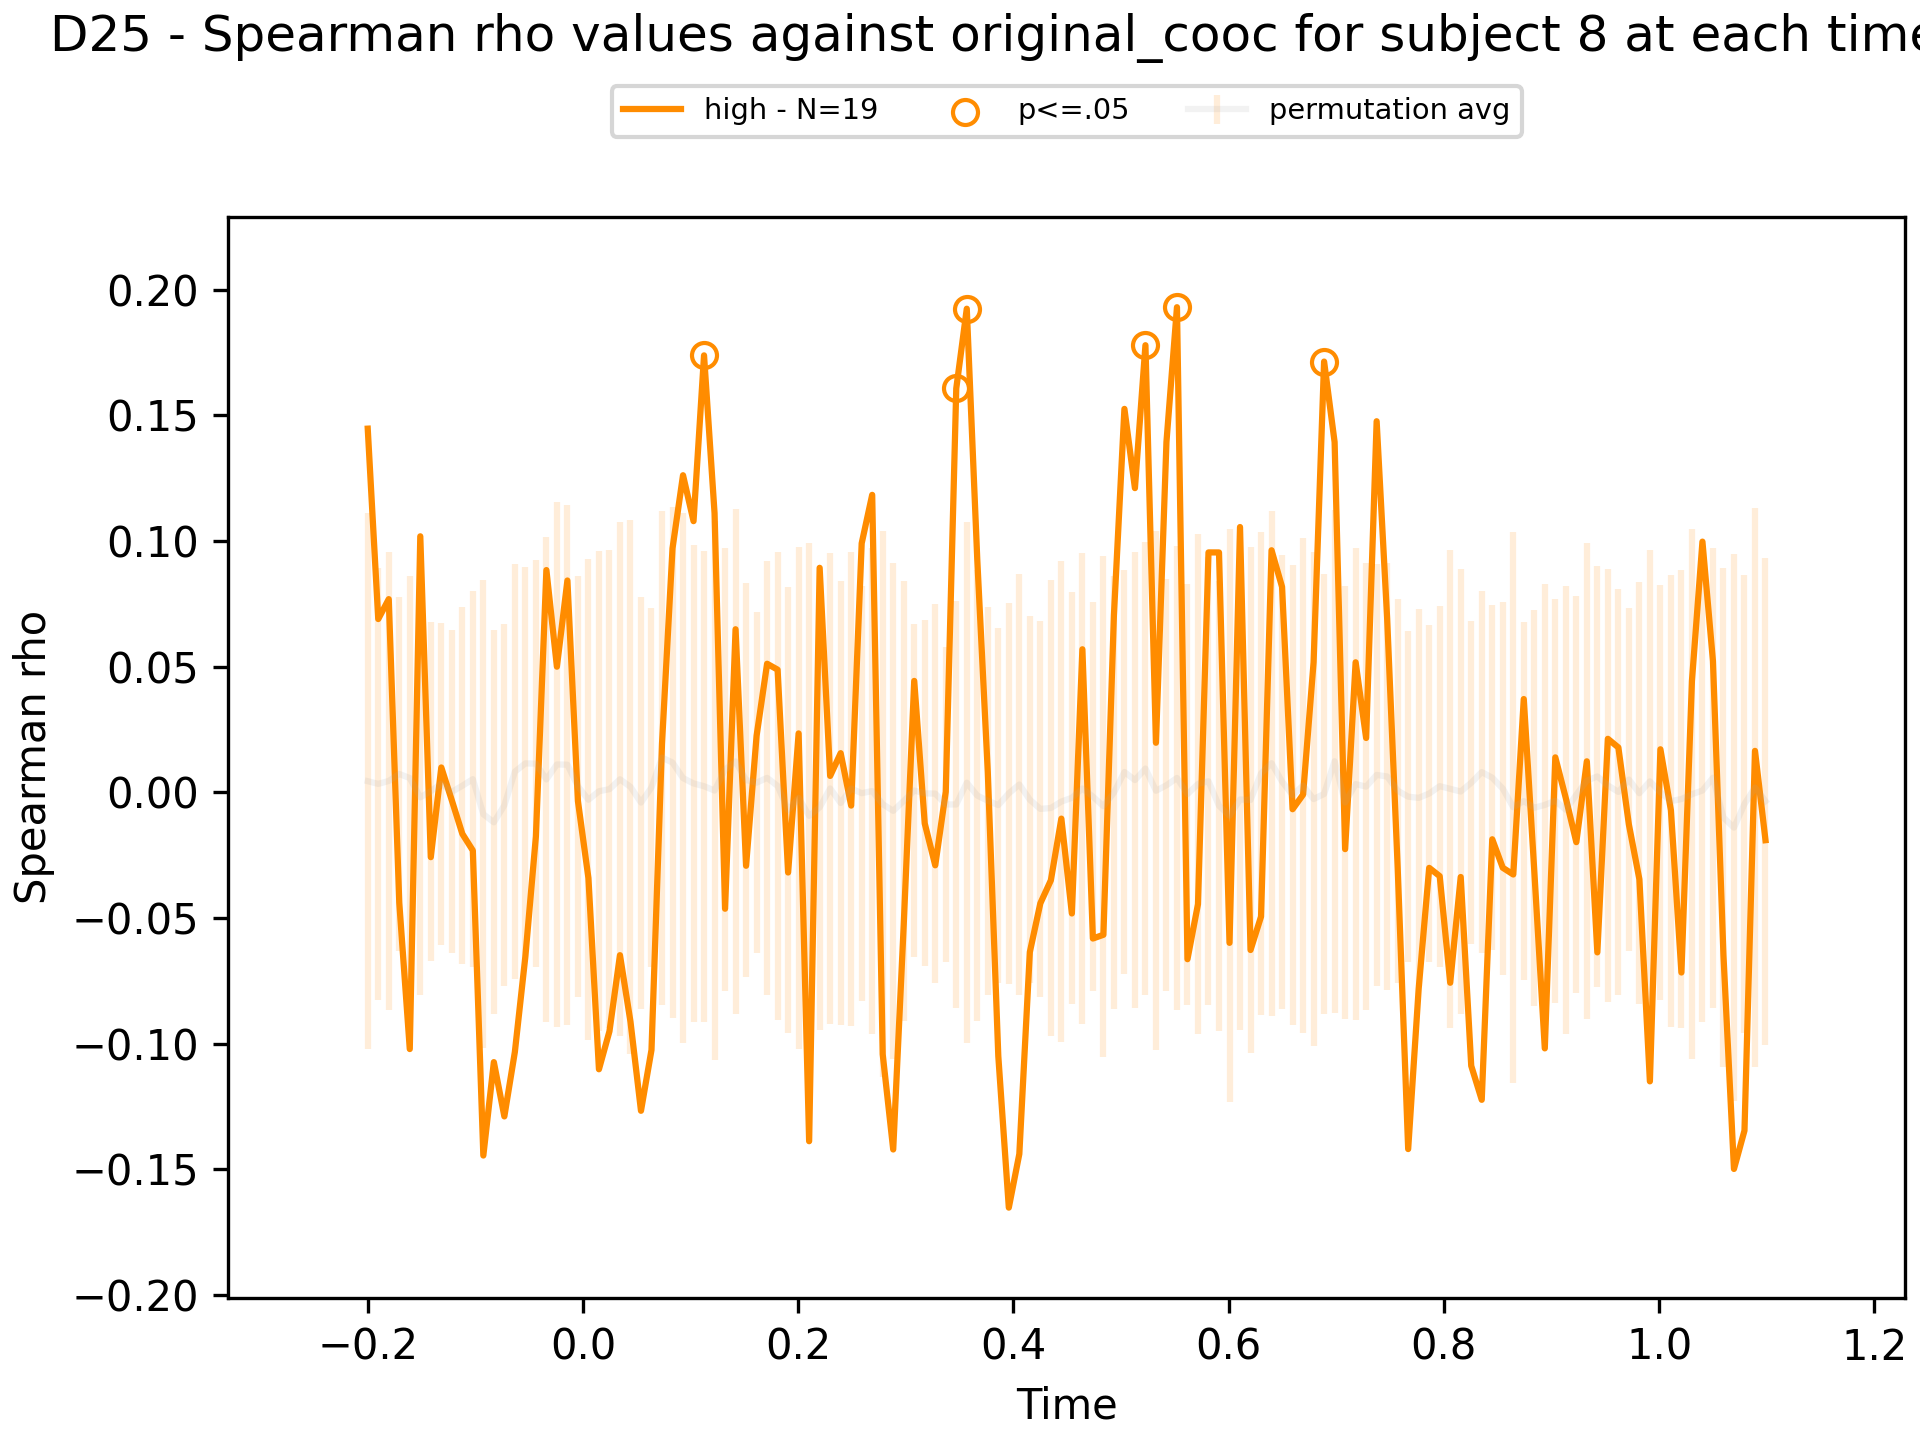 D25 - Spearman rho values against original_cooc for subject 8 at each time
high - N=19 p<=.05 permutation avg
Spearman rho
0.20
0.15
0.10
0.05
0.00
−0.05
−0.10
−0.15
−0.20
−0.2 0.0 0.2 0.4 0.6 0.8 1.0 1.2
Time